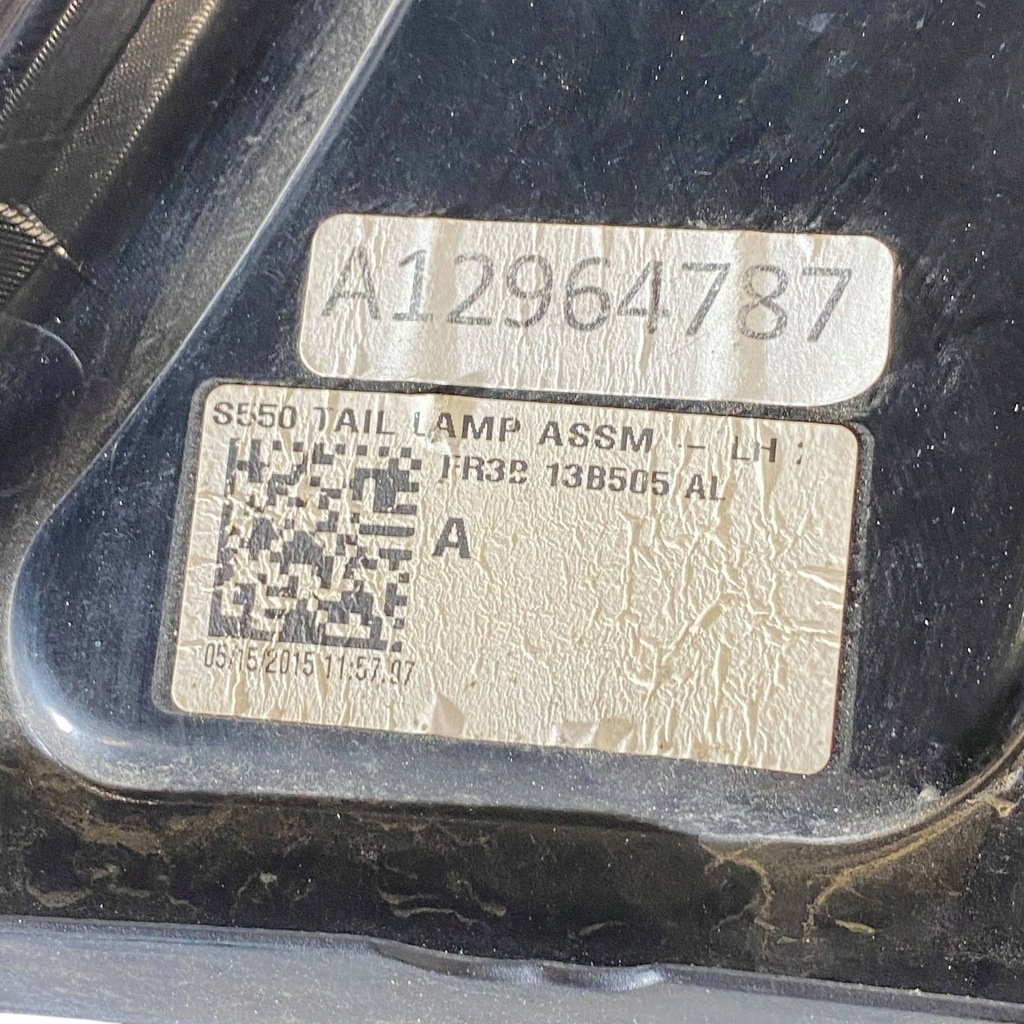 A12964787
S550 TAIL LAMP ASSM - LH :
FR3B 13B505 AL
A
05/15/2015 11:57:37